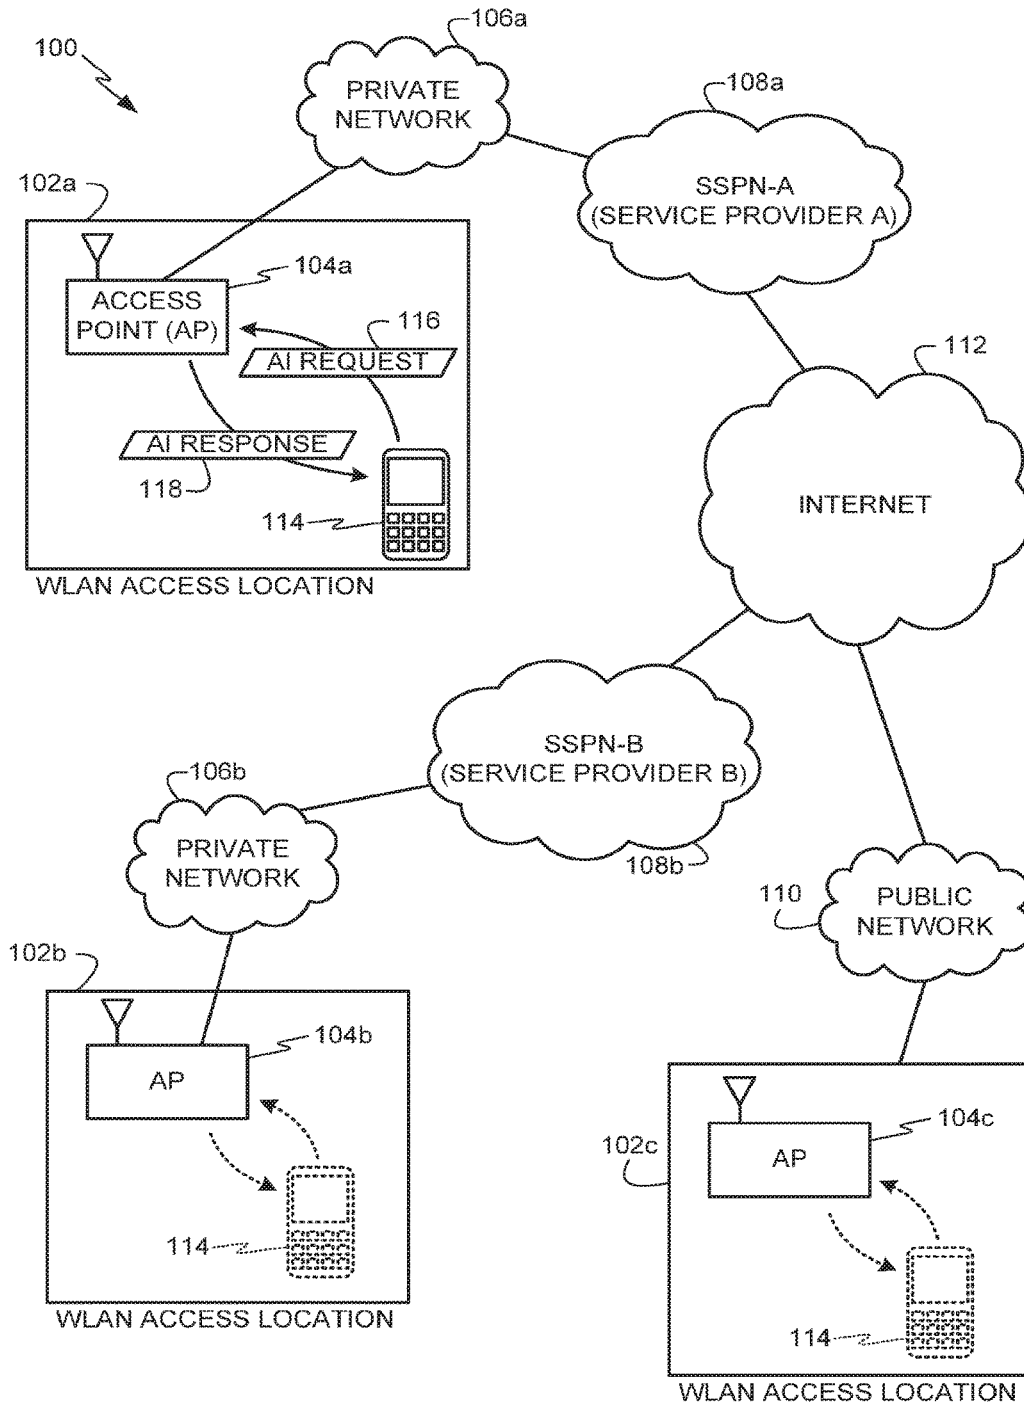 100
106a
PRIVATE
NETWORK
108a
SSPN-A
(SERVICE PROVIDER A)
102a
104a
ACCESS
POINT (AP)
116
AI REQUEST
AI RESPONSE
118
114
WLAN ACCESS LOCATION
112
INTERNET
SSPN-B
(SERVICE PROVIDER B)
108b
106b
PRIVATE
NETWORK
110
PUBLIC
NETWORK
102b
104b
AP
114
WLAN ACCESS LOCATION
102c
104c
AP
114
WLAN ACCESS LOCATION